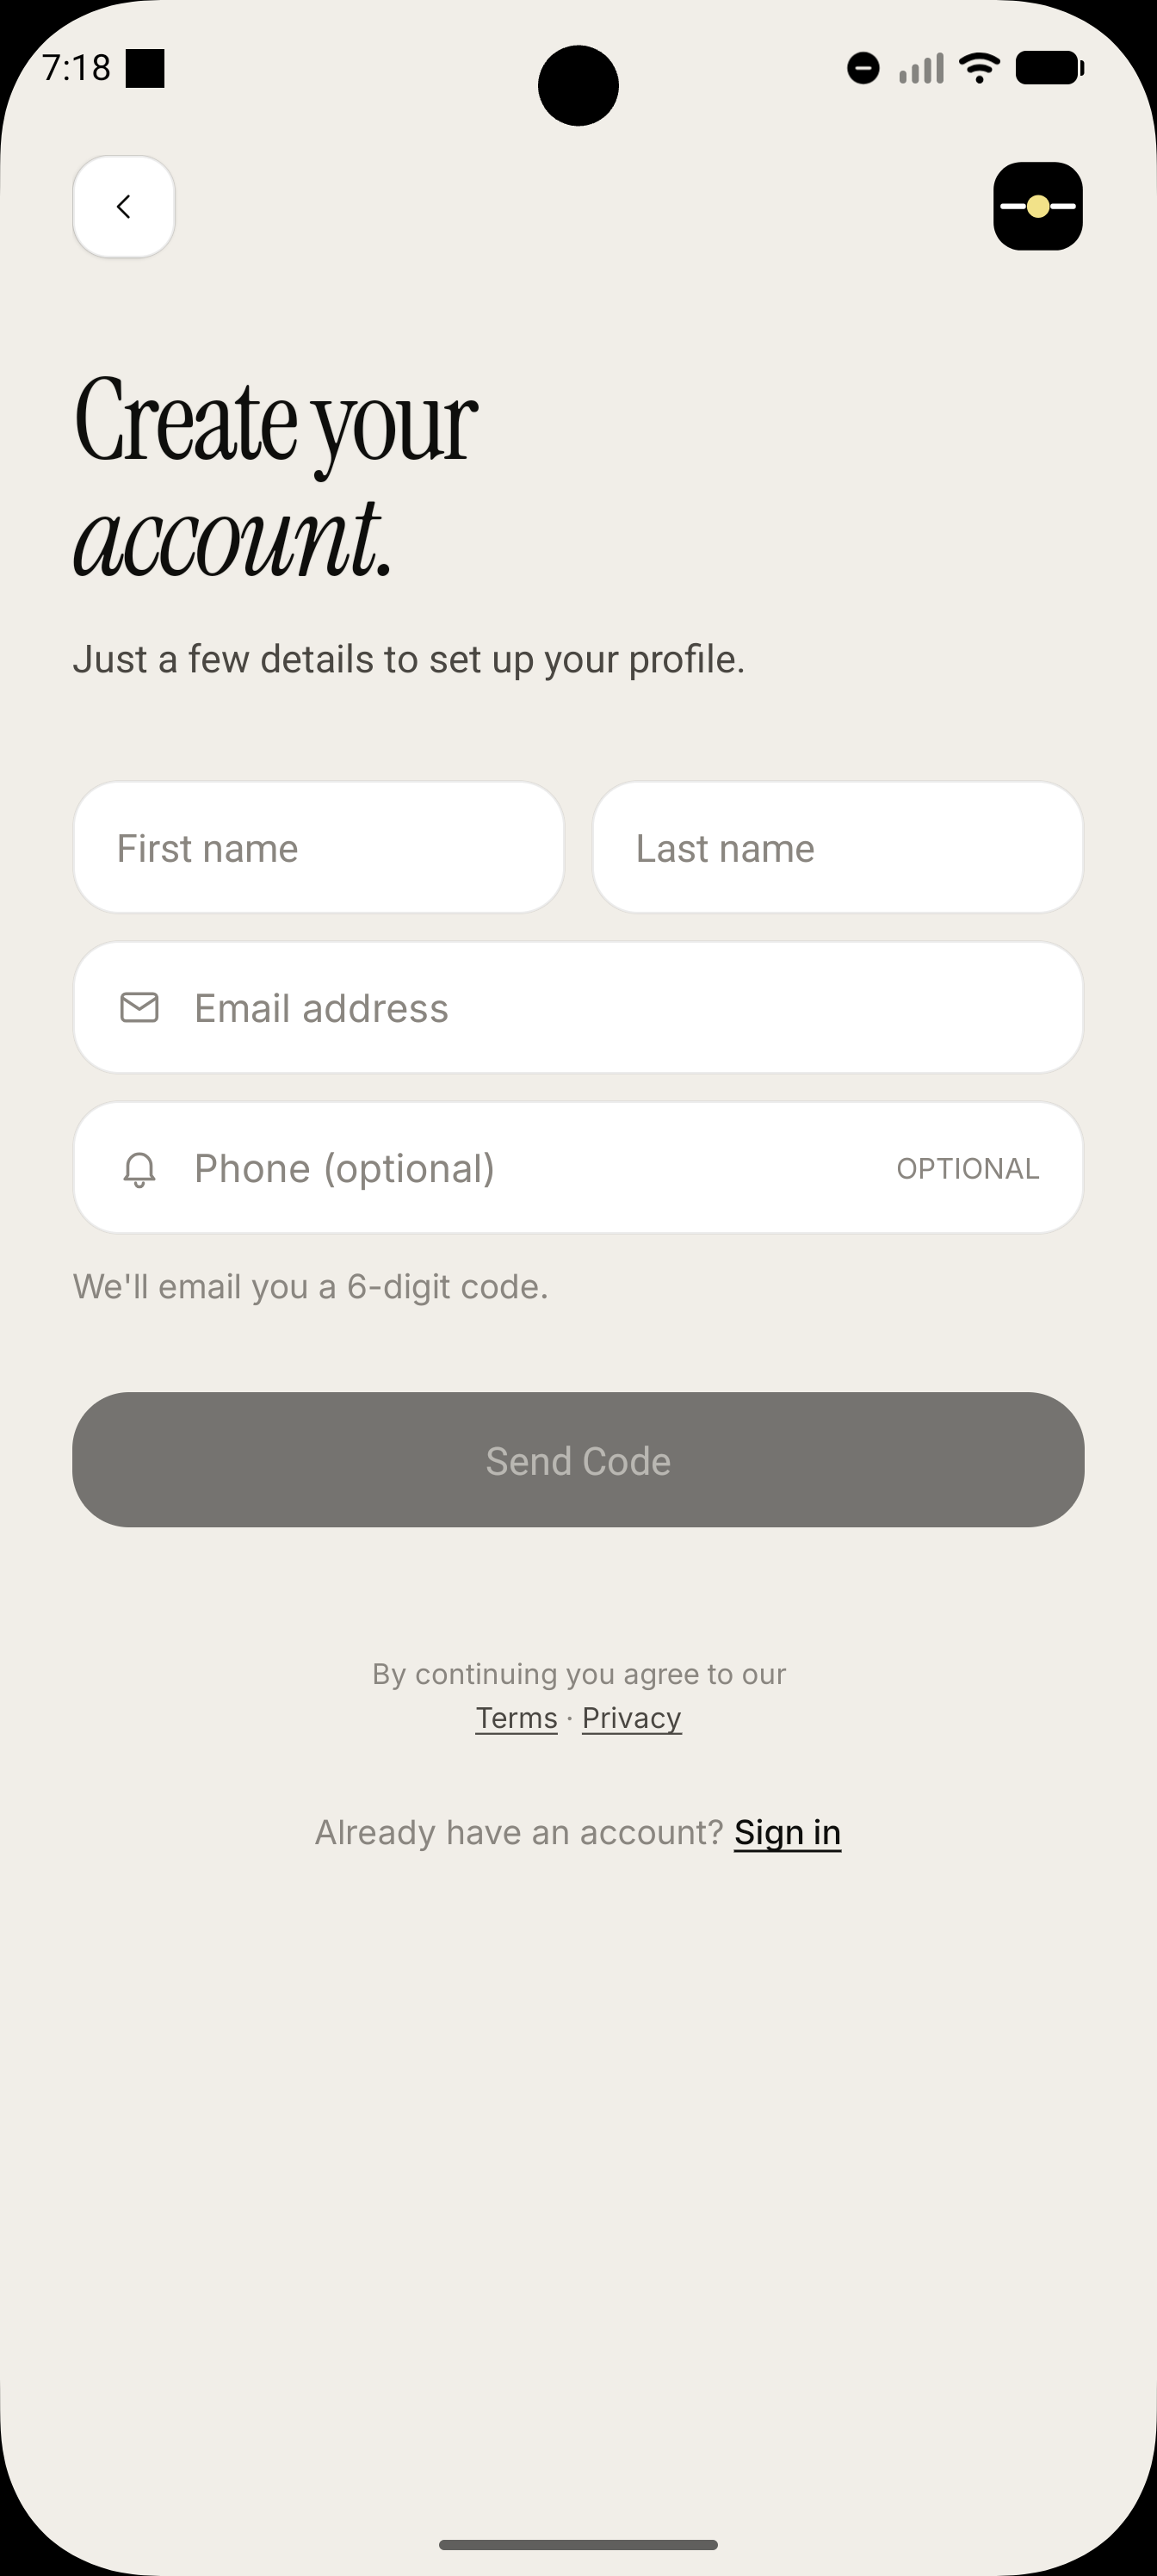 7:18
Create your
account.
Just a few details to set up your profile.
First name
Last name
Email address
Phone (optional)
OPTIONAL
We'll email you a 6-digit code.
Send Code
By continuing you agree to our
Terms · Privacy
Already have an account? Sign in